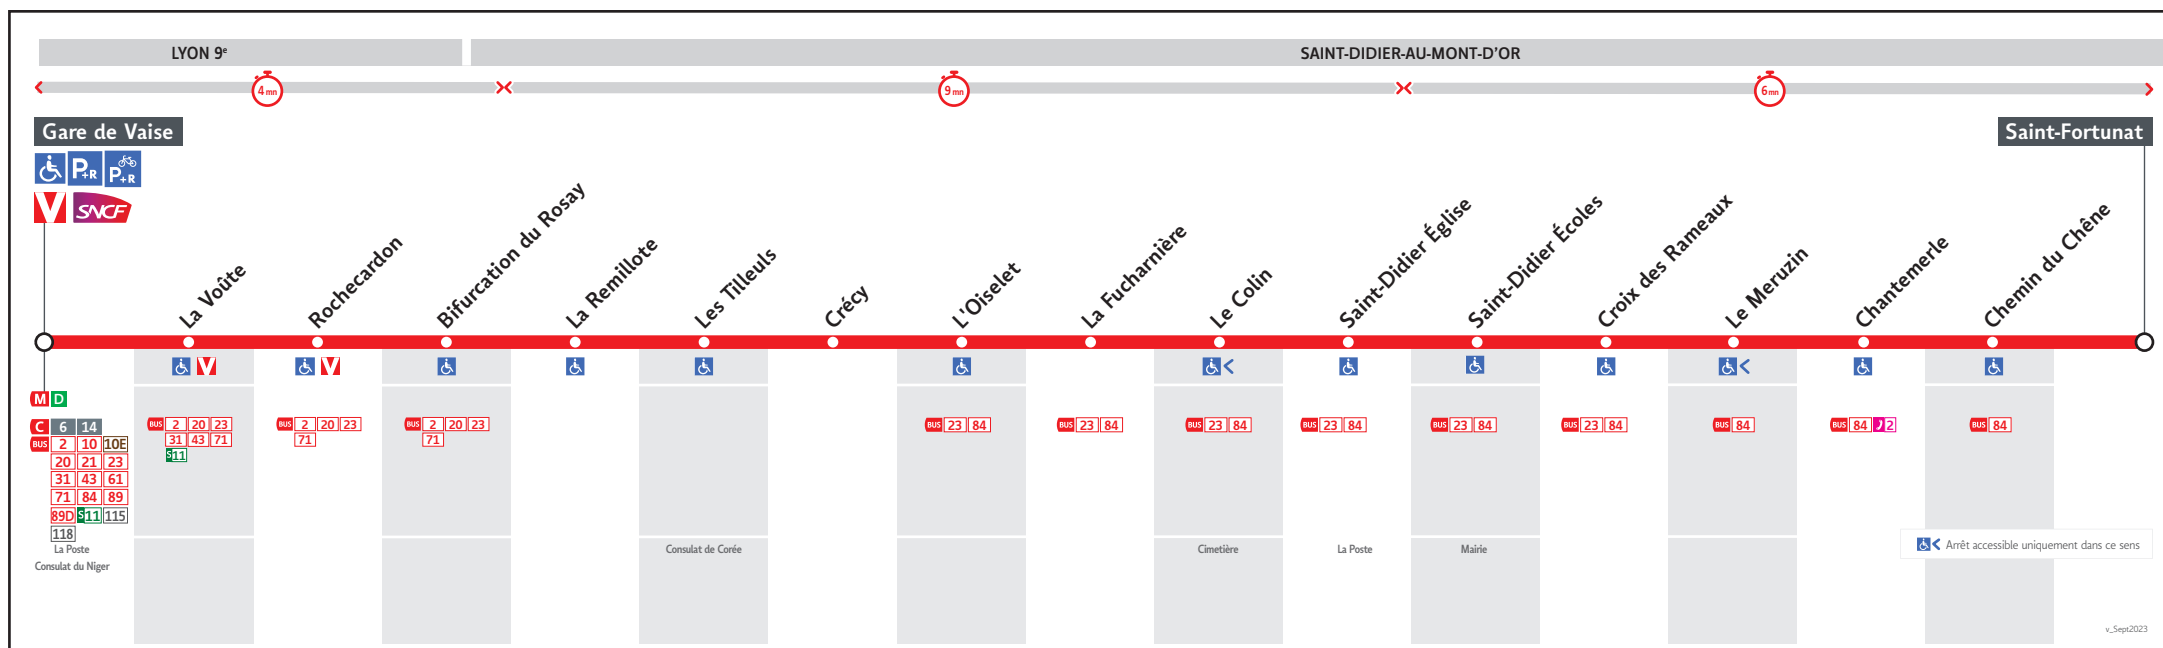 LYON 9e
SAINT-DIDIER-AU-MONT-D'OR
4 mn
9 mn
6 mn
Gare de Vaise
Saint-Fortunat
P+R
P+R
V
SNCF
La Voûte
Rochecardon
Bifurcation du Rosay
La Remillote
Les Tilleuls
Crécy
L'Oiselet
La Fucharnière
Le Colin
Saint-Didier Église
Saint-Didier Écoles
Croix des Rameaux
Le Meruzin
Chantemerle
Chemin du Chêne
V
V
<
<
M D
C 6 14
BUS 2 10 10E
20 21 23
31 43 61
71 84 89
89D S11 115
118
La Poste
Consulat du Niger
BUS 2 20 23
31 43 71
S11
BUS 2 20 23
71
BUS 2 20 23
71
Consulat de Corée
BUS 23 84
BUS 23 84
BUS 23 84
Cimetière
BUS 23 84
La Poste
BUS 23 84
Mairie
BUS 23 84
BUS 84
BUS 84 2
BUS 84
< Arrêt accessible uniquement dans ce sens
v_Sept2023